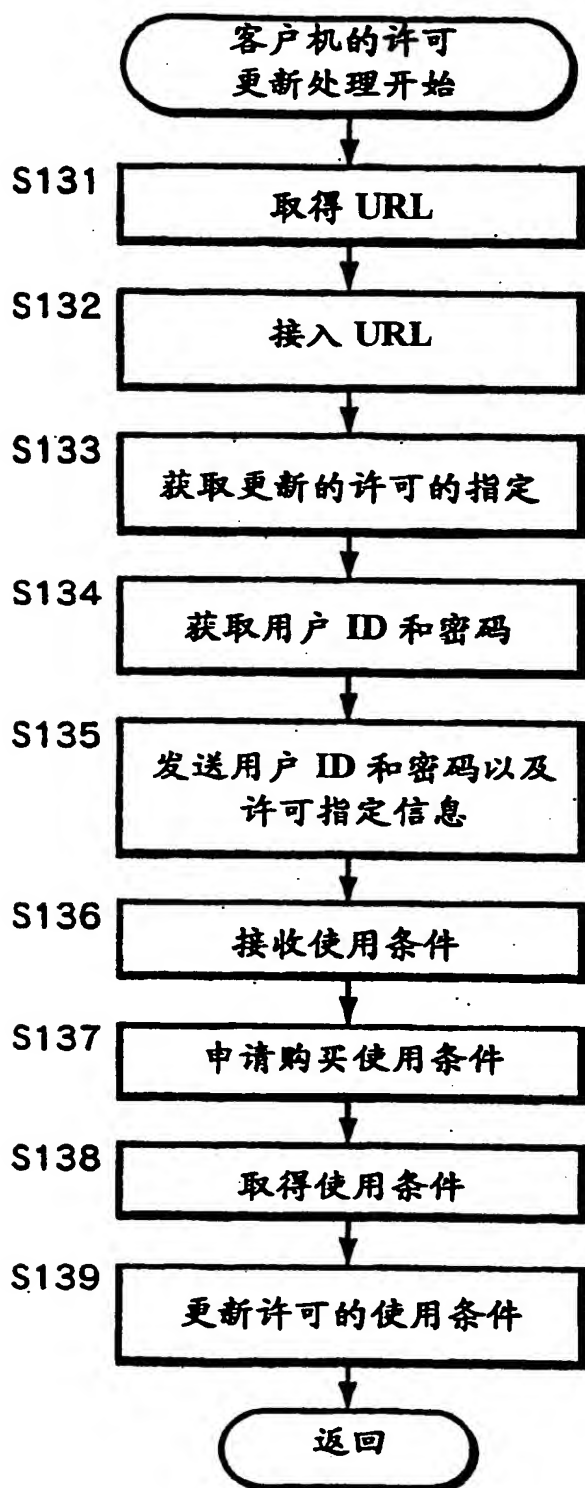 客户机的许可
更新处理开始
S131
取得 URL
S132
接入 URL
S133
获取更新的许可的指定
S134
获取用户 ID 和密码
S135
发送用户 ID 和密码以及
许可指定信息
S136
接收使用条件
S137
申请购买使用条件
S138
取得使用条件
S139
更新许可的使用条件
返回